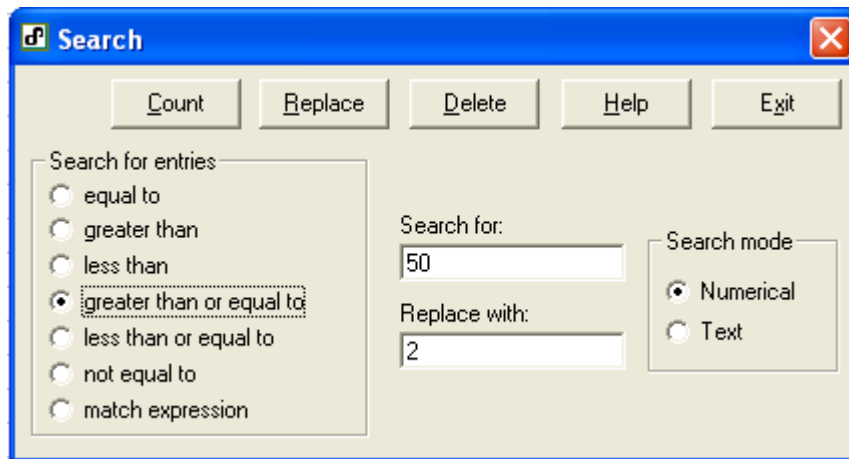 Search
Count Replace Delete Help Exit
Search for entries
equal to
greater than
less than
greater than or equal to
less than or equal to
not equal to
match expression
Search for:
50
Replace with:
2
Search mode
Numerical
Text